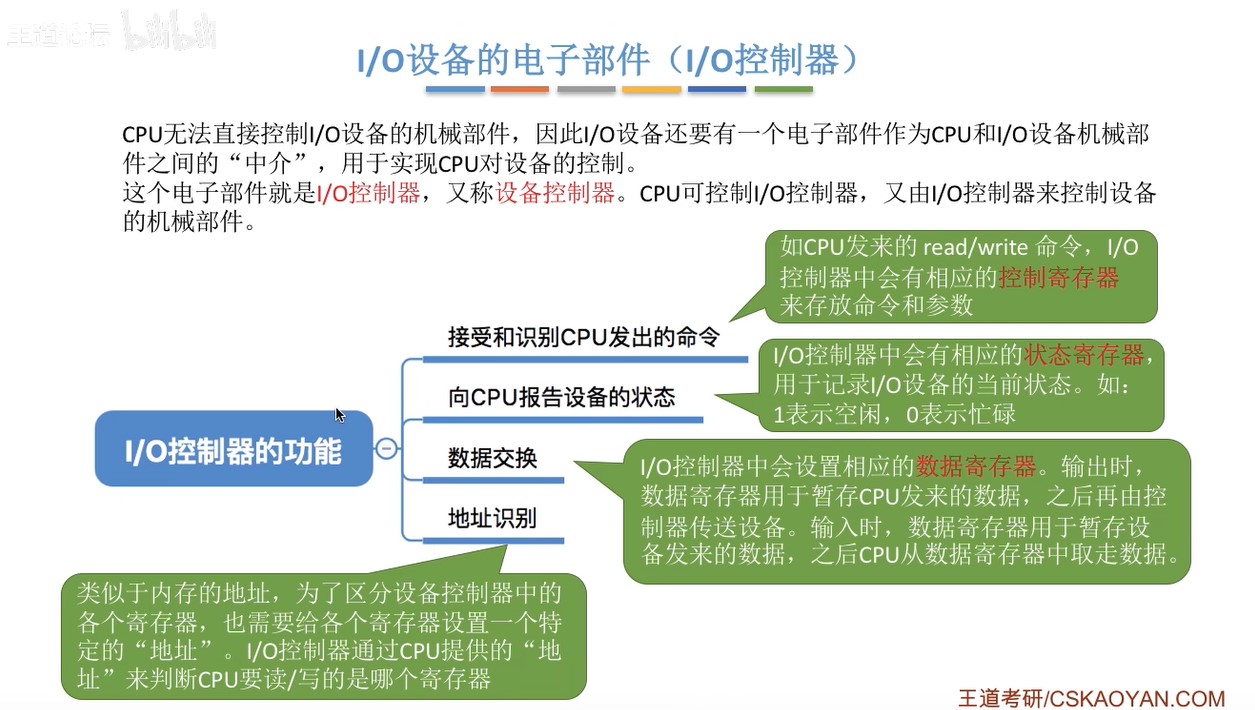 王道论坛 bilibili
I/O设备的电子部件（I/O控制器）
CPU无法直接控制I/O设备的机械部件，因此I/O设备还要有一个电子部件作为CPU和I/O设备机械部
件之间的“中介”，用于实现CPU对设备的控制。
这个电子部件就是I/O控制器，又称设备控制器。CPU可控制I/O控制器，又由I/O控制器来控制设备
的机械部件。
如CPU发来的 read/write 命令，I/O
控制器中会有相应的控制寄存器
来存放命令和参数
接受和识别CPU发出的命令
I/O控制器中会有相应的状态寄存器，
用于记录I/O设备的当前状态。如：
1表示空闲，0表示忙碌
向CPU报告设备的状态
I/O控制器的功能
数据交换
I/O控制器中会设置相应的数据寄存器。输出时，
数据寄存器用于暂存CPU发来的数据，之后再由控
制器传送设备。输入时，数据寄存器用于暂存设
备发来的数据，之后CPU从数据寄存器中取走数据。
地址识别
类似于内存的地址，为了区分设备控制器中的
各个寄存器，也需要给各个寄存器设置一个特
定的“地址”。I/O控制器通过CPU提供的“地
址”来判断CPU要读/写的是哪个寄存器
王道考研/CSKAOYAN.COM